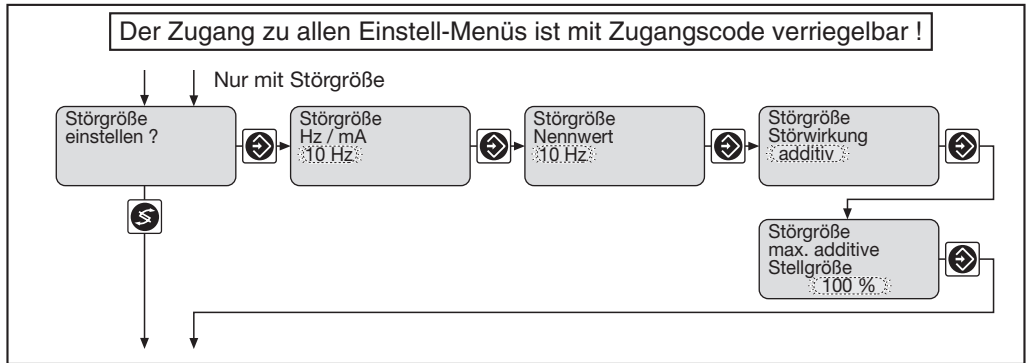 Der Zugang zu allen Einstell-Menüs ist mit Zugangscode verriegelbar !
Nur mit Störgröße
Störgröße
einstellen ?
Störgröße
Hz / mA
10 Hz
Störgröße
Nennwert
10 Hz
Störgröße
Störwirkung
additiv
Störgröße
max. additive
Stellgröße
100 %